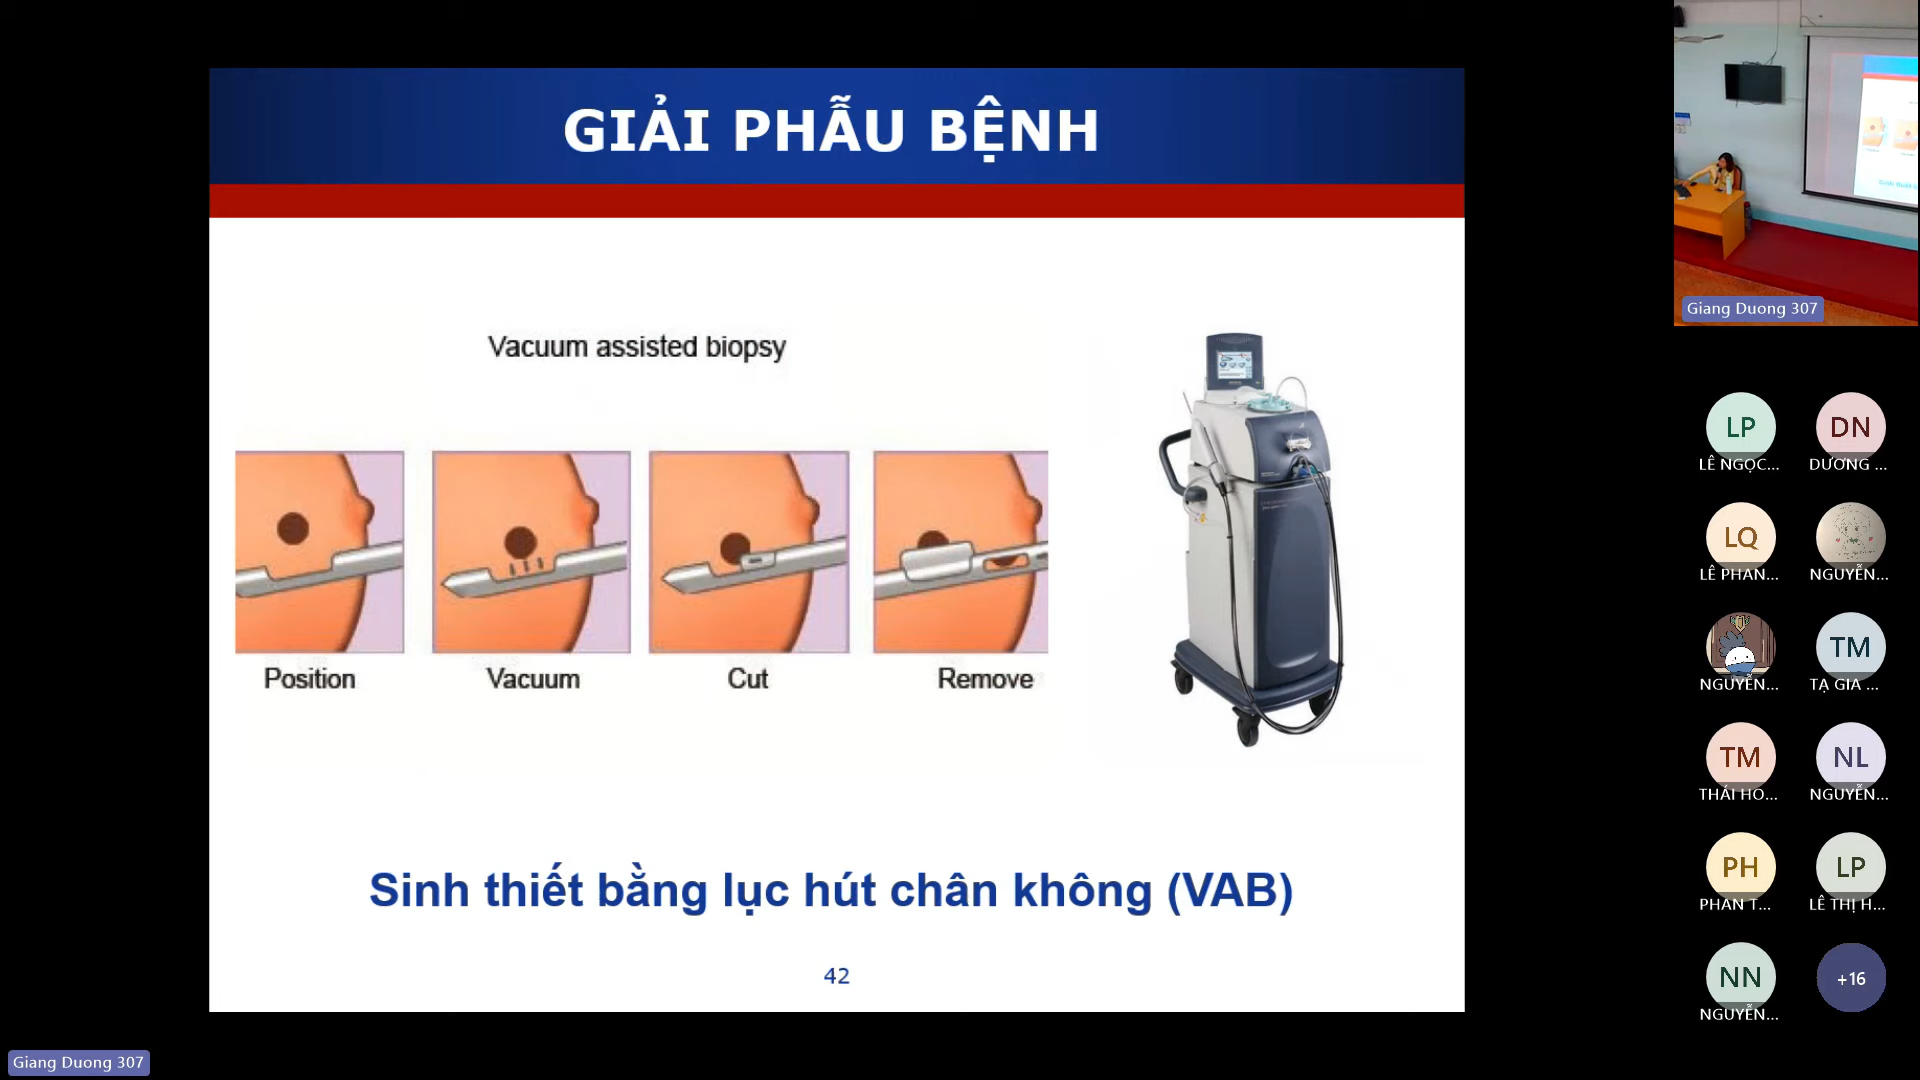 GIẢI PHẪU BỆNH
Vacuum assisted biopsy
Position
Vacuum
Cut
Remove
Sinh thiết bằng lục hút chân không (VAB)
42
Giang Duong 307
Giang Duong 307
LP
LÊ NGỌC...
DN
DƯƠNG ...
LQ
LÊ PHAN...
NGUYỄN...
NGUYỄN...
TM
TẠ GIA ...
TM
THÁI HO...
NL
NGUYỄN...
PH
PHAN T...
LP
LÊ THỊ H...
NN
NGUYỄN...
+16